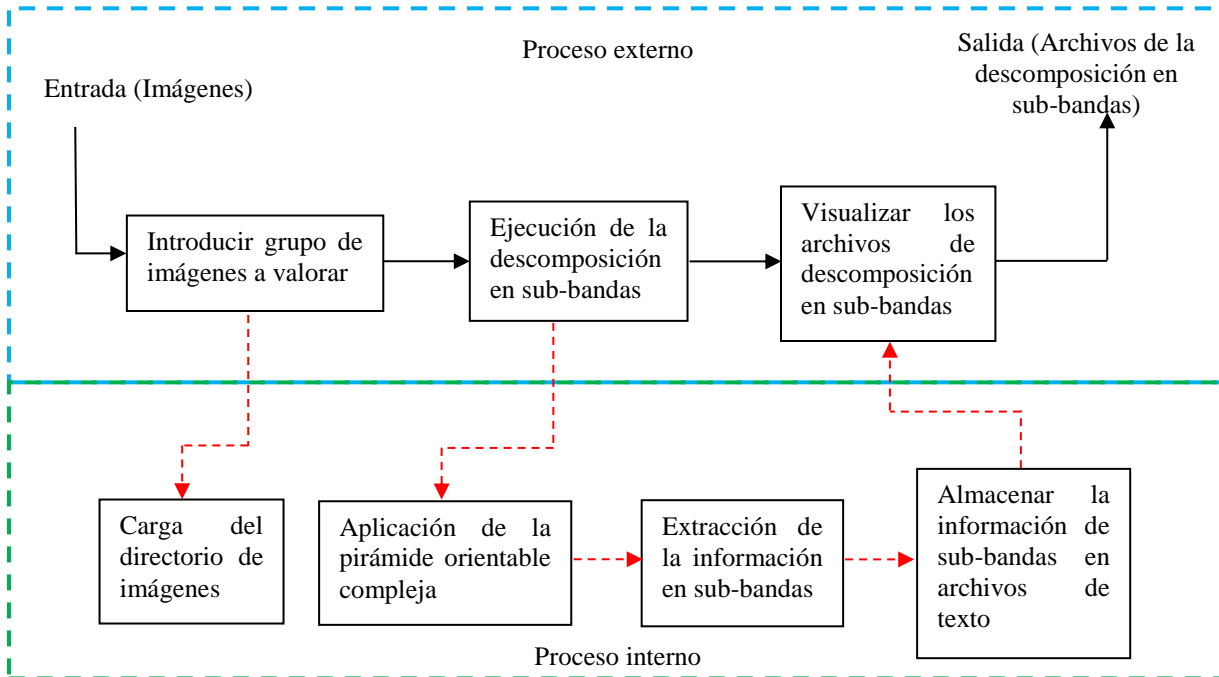 Proceso externo
Salida (Archivos de la
descomposición en
sub-bandas)
Entrada (Imágenes)
Introducir grupo de
imágenes a valorar
Ejecución de la
descomposición
en sub-bandas
Visualizar los
archivos de
descomposición
en sub-bandas
Carga del
directorio de
imágenes
Aplicación de la
pirámide orientable
compleja
Extracción de
la información
en sub-bandas
Almacenar la
información de
sub-bandas en
archivos de
texto
Proceso interno